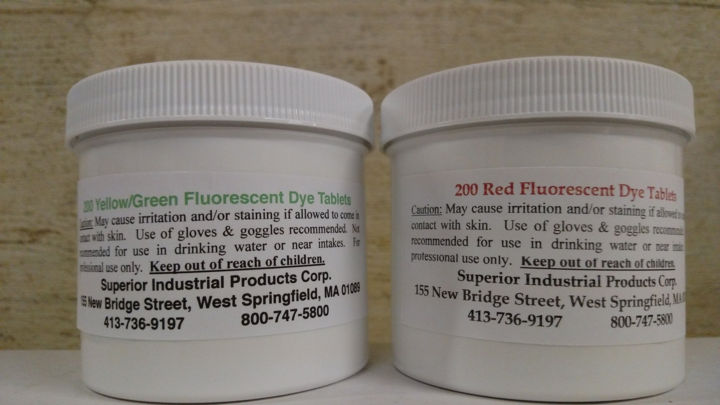 200 Yellow/Green Fluorescent Dye Tablets
Caution: May cause irritation and/or staining if allowed to come in
contact with skin. Use of gloves & goggles recommended. Not
recommended for use in drinking water or near intakes. For
professional use only. Keep out of reach of children.
Superior Industrial Products Corp.
155 New Bridge Street, West Springfield, MA 01089
413-736-9197 800-747-5800
200 Red Fluorescent Dye Tablets
Caution: May cause irritation and/or staining if allowed
contact with skin. Use of gloves & goggles recommended
recommended for use in drinking water or near intakes
professional use only. Keep out of reach of children.
Superior Industrial Products Corp.
155 New Bridge Street, West Springfield, MA
413-736-9197 800-747-5800